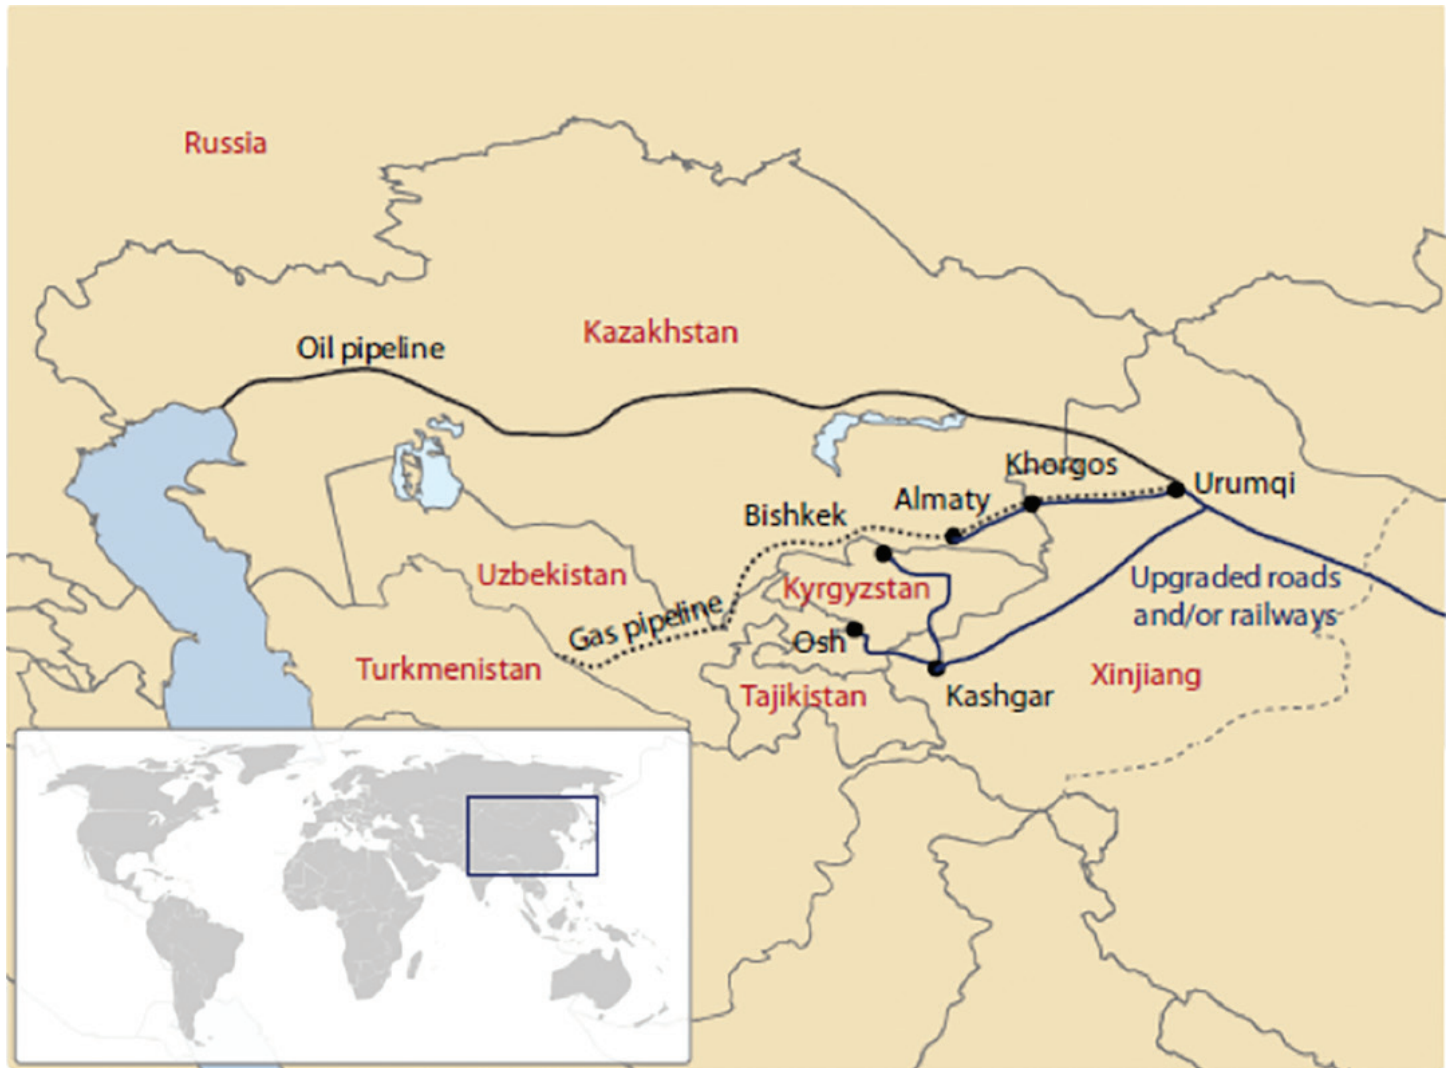 Russia
Kazakhstan
Oil pipeline
Khorgos
Urumqi
Almaty
Bishkek
Uzbekistan
Kyrgyzstan
Upgraded roads
and/or railways
Gas pipeline
Osh
Turkmenistan
Tajikistan
Kashgar
Xinjiang